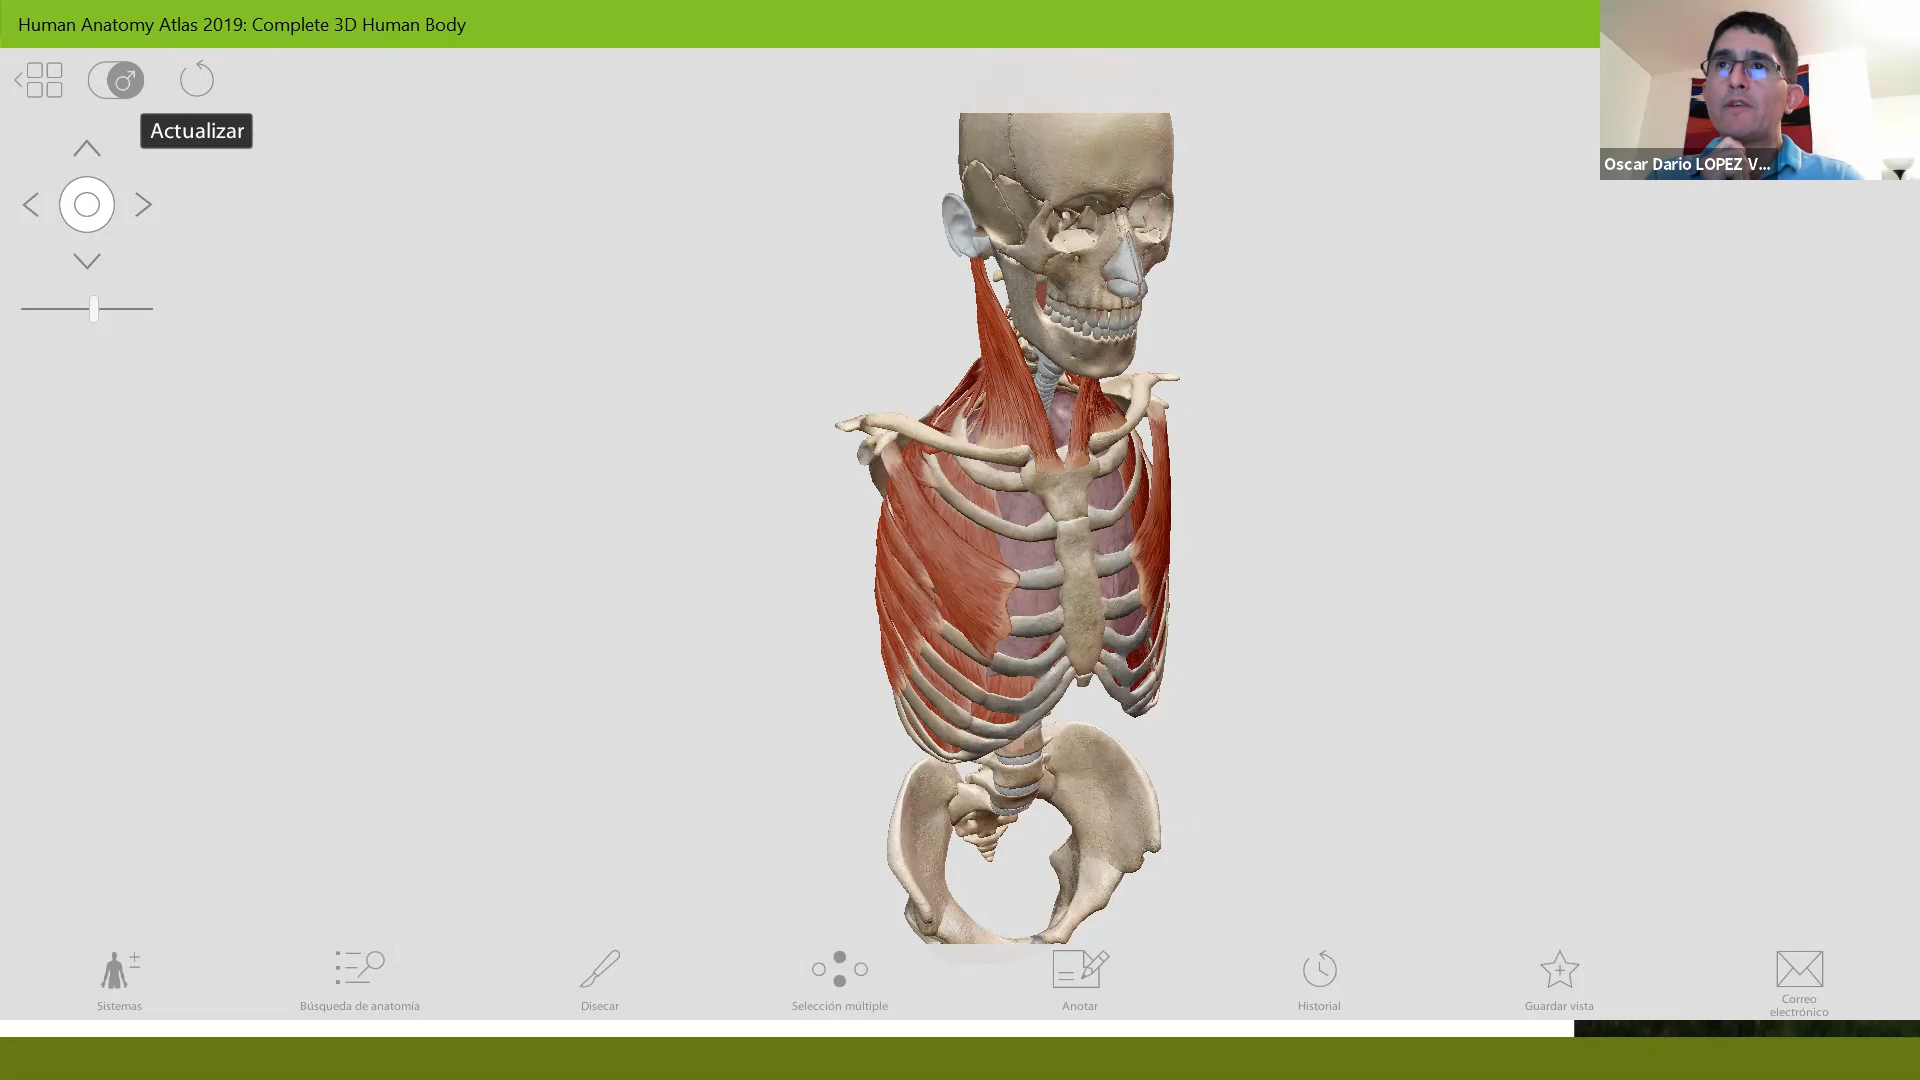 Human Anatomy Atlas 2019: Complete 3D Human Body
Actualizar
Oscar Dario LOPEZ V...
Sistemas
Búsqueda de anatomía
Disecar
Selección múltiple
Anotar
Historial
Guardar vista
Correo
electrónico